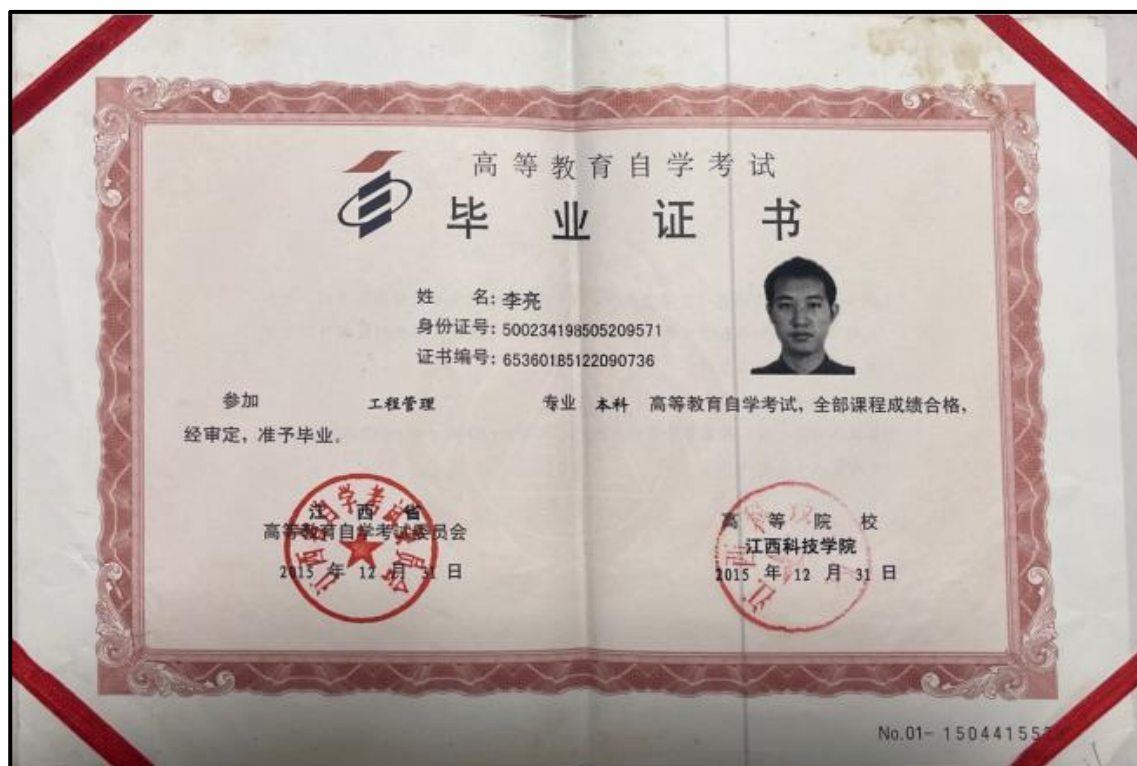 高等教育自学考试
毕业证书
姓 名: 李亮
身份证号: 500234198505209571
证书编号: 65360185122090736
参加 工程管理 专业 本科 高等教育自学考试, 全部课程成绩合格,
经审定, 准予毕业。
江西省
高等教育自学考试委员会
2015 年 12 月 31 日
高等院校
江西科技学院
2015 年 12 月 31 日
No.01- 150441552